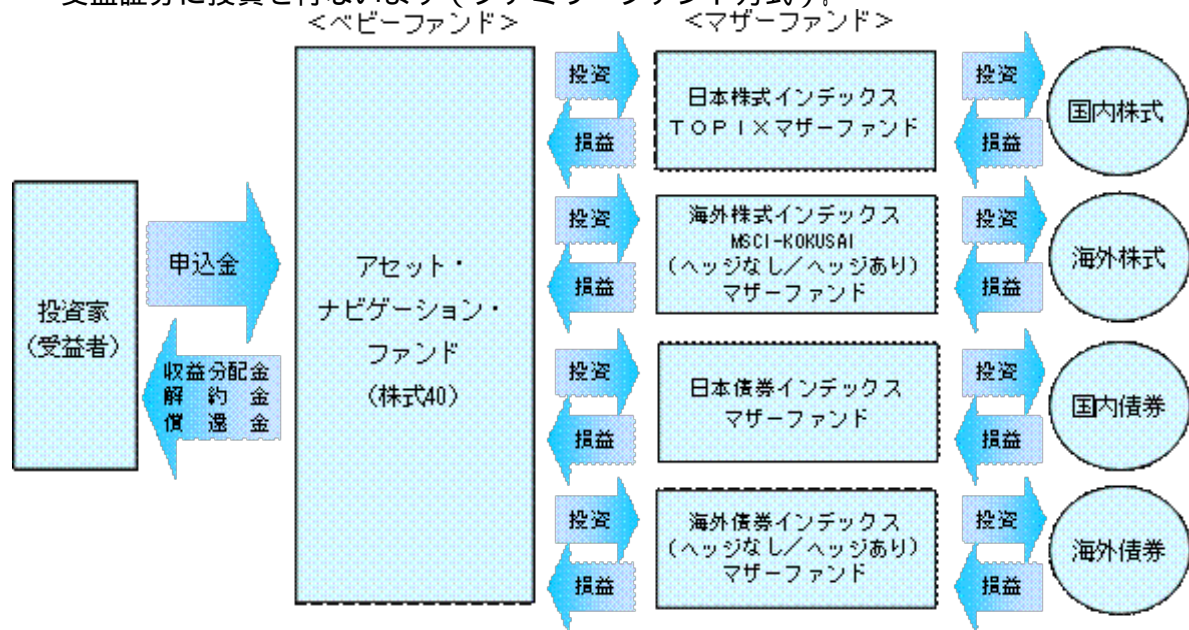 受益証券に投資を行ないます(ファミリーファンド方式)。
<ベビーファンド>
<マザーファンド>
投資家
(受益者)
申込金
収益分配金
解約金
償還金
アセット・
ナビゲーション・
ファンド
(株式40)
投資
損益
日本株式インデックス
TOPIXマザーファンド
投資
損益
国内株式
投資
損益
海外株式インデックス
MSCI-KOKUSAI
(ヘッジなし/ヘッジあり)
マザーファンド
投資
損益
海外株式
投資
損益
日本債券インデックス
マザーファンド
投資
損益
国内債券
投資
損益
海外債券インデックス
(ヘッジなし/ヘッジあり)
マザーファンド
投資
損益
海外債券